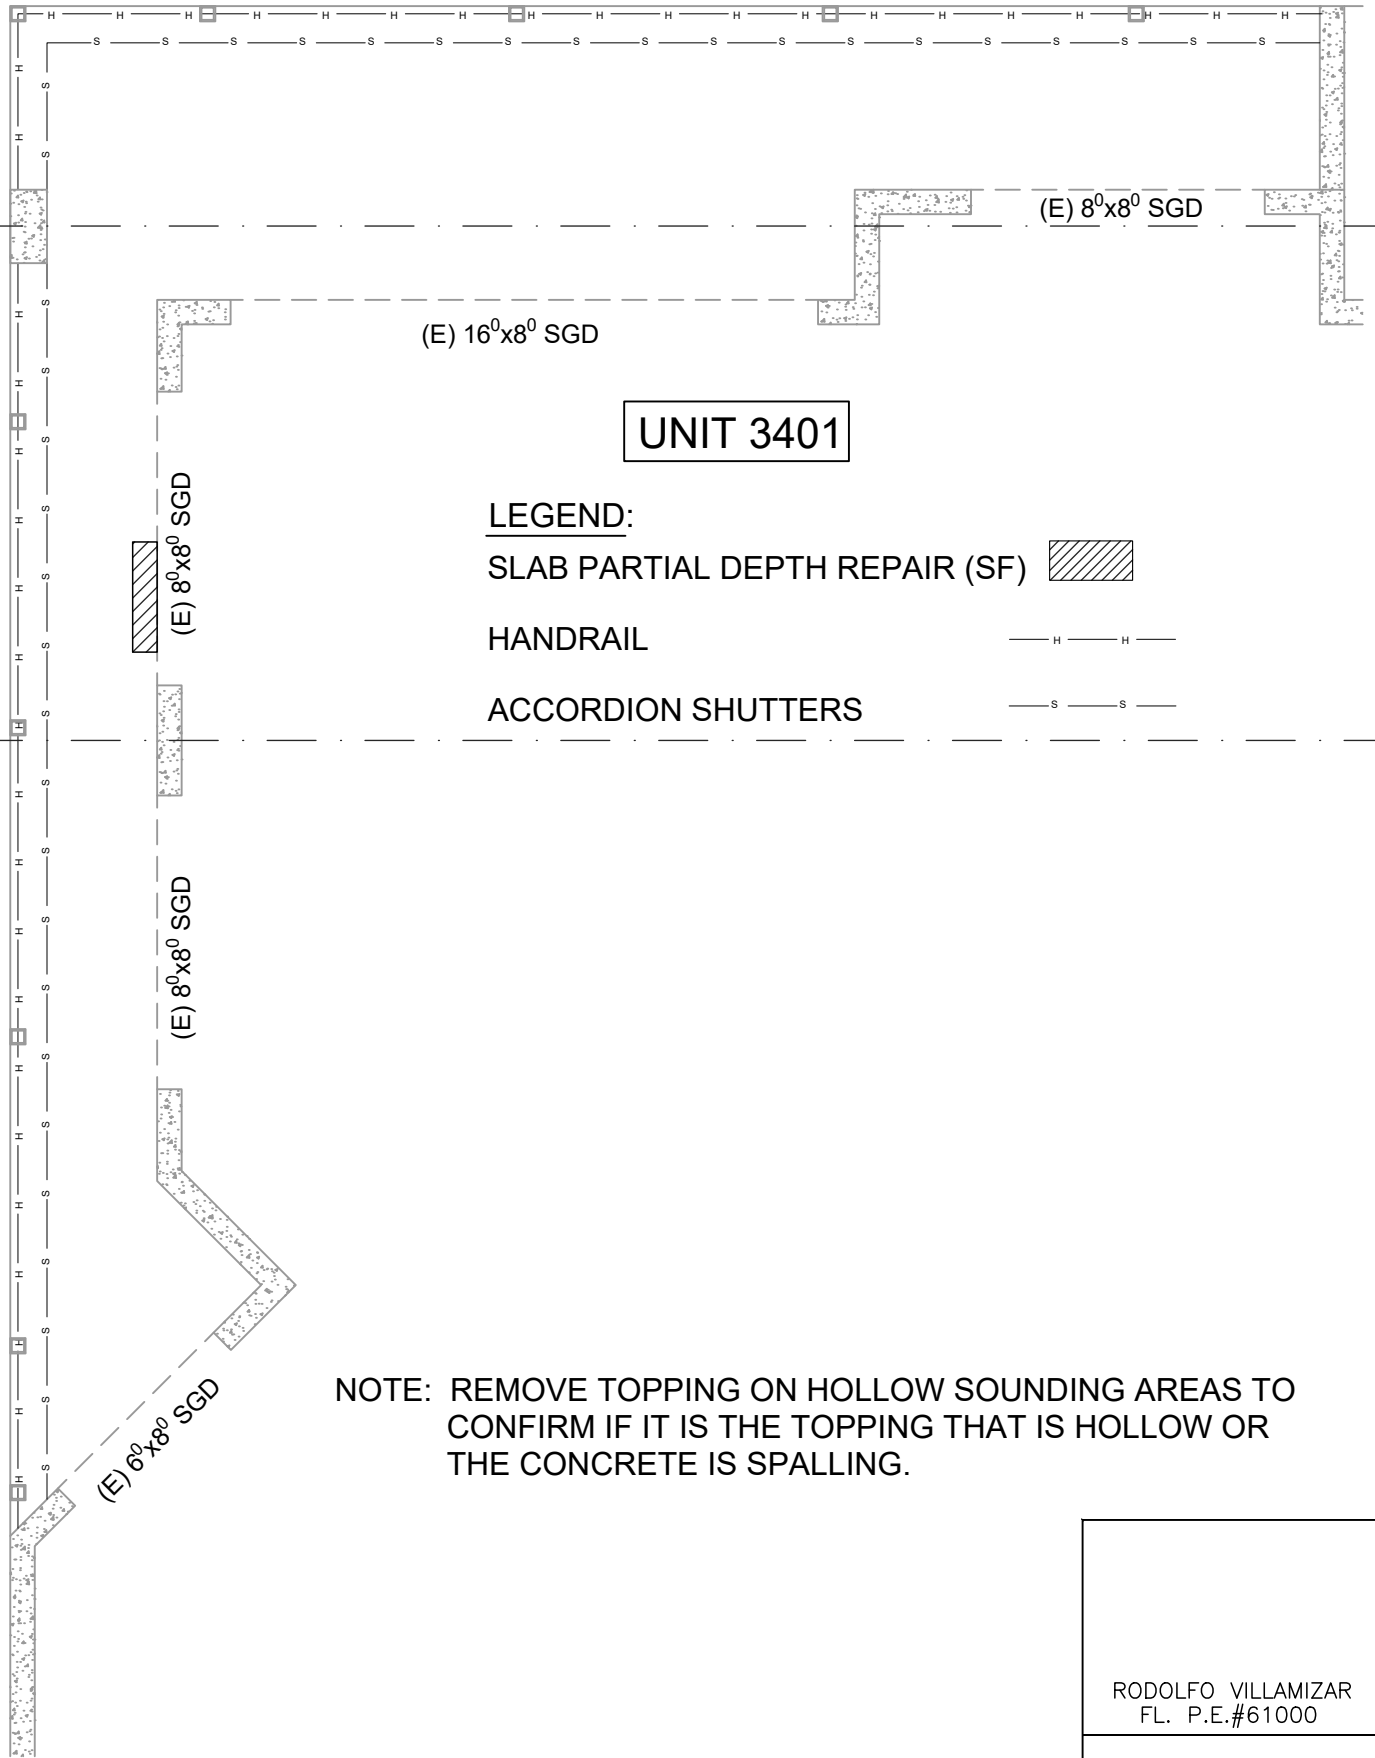 (E) 8⁰x8⁰ SGD
(E) 16⁰x8⁰ SGD
UNIT 3401
(E) 8⁰x8⁰ SGD
LEGEND:
SLAB PARTIAL DEPTH REPAIR (SF)
HANDRAIL
H H
ACCORDION SHUTTERS
S S
(E) 8⁰x8⁰ SGD
(E) 6⁰x8⁰ SGD
NOTE: REMOVE TOPPING ON HOLLOW SOUNDING AREAS TO
CONFIRM IF IT IS THE TOPPING THAT IS HOLLOW OR
THE CONCRETE IS SPALLING.
RODOLFO VILLAMIZAR
FL. P.E.#61000